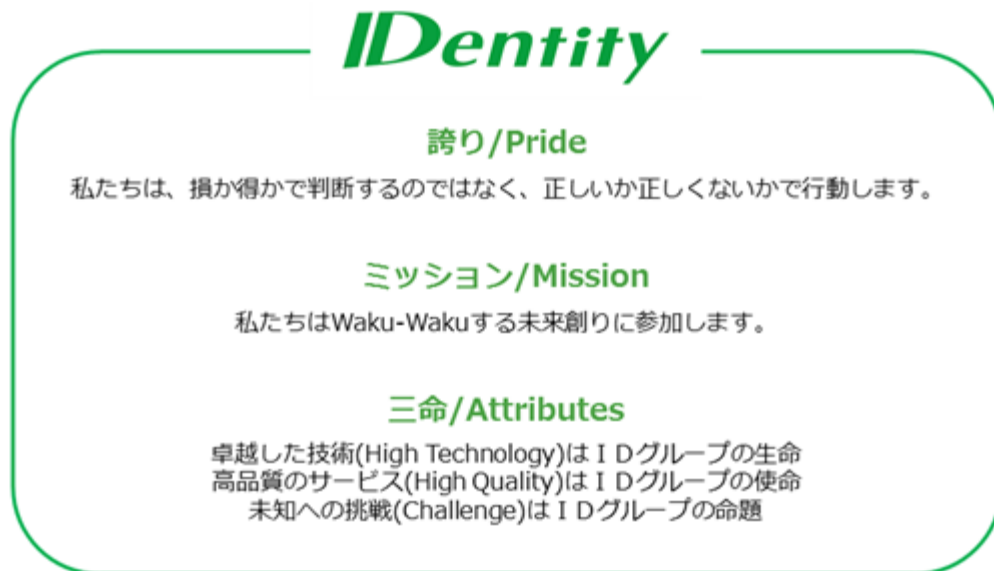 IDentity
誇り/Pride
私たちは、損か得かで判断するのではなく、正しいか正しくないかで行動します。
ミッション/Mission
私たちはWaku-Wakuする未来創りに参加します。
三命/Attributes
卓越した技術(High Technology)はＩＤグループの生命
高品質のサービス(High Quality)はＩＤグループの使命
未知への挑戦(Challenge)はＩＤグループの命題